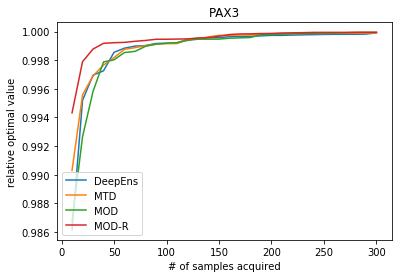 PAX3
relative optimal value
1.000
0.998
0.996
0.994
0.992
0.990
0.988
0.986
DeepEns
MTD
MOD
MOD-R
0 50 100 150 200 250 300
# of samples acquired